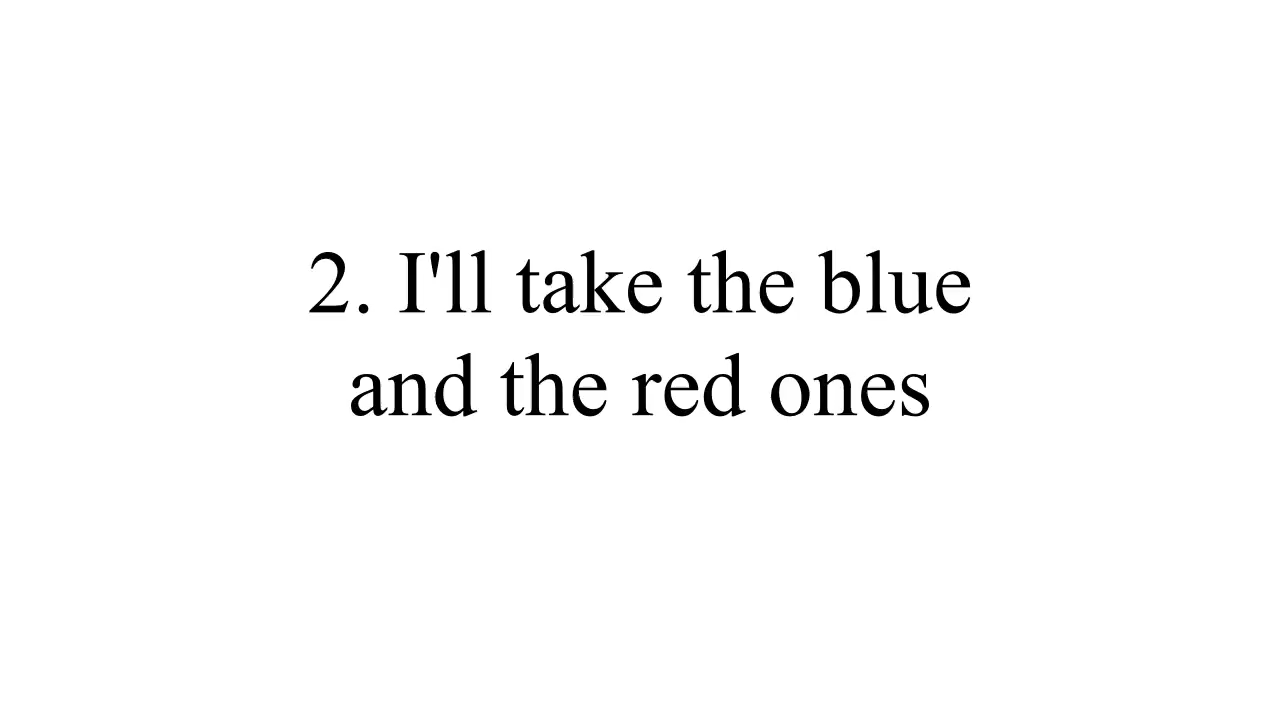 2. I'll take the blue
and the red ones